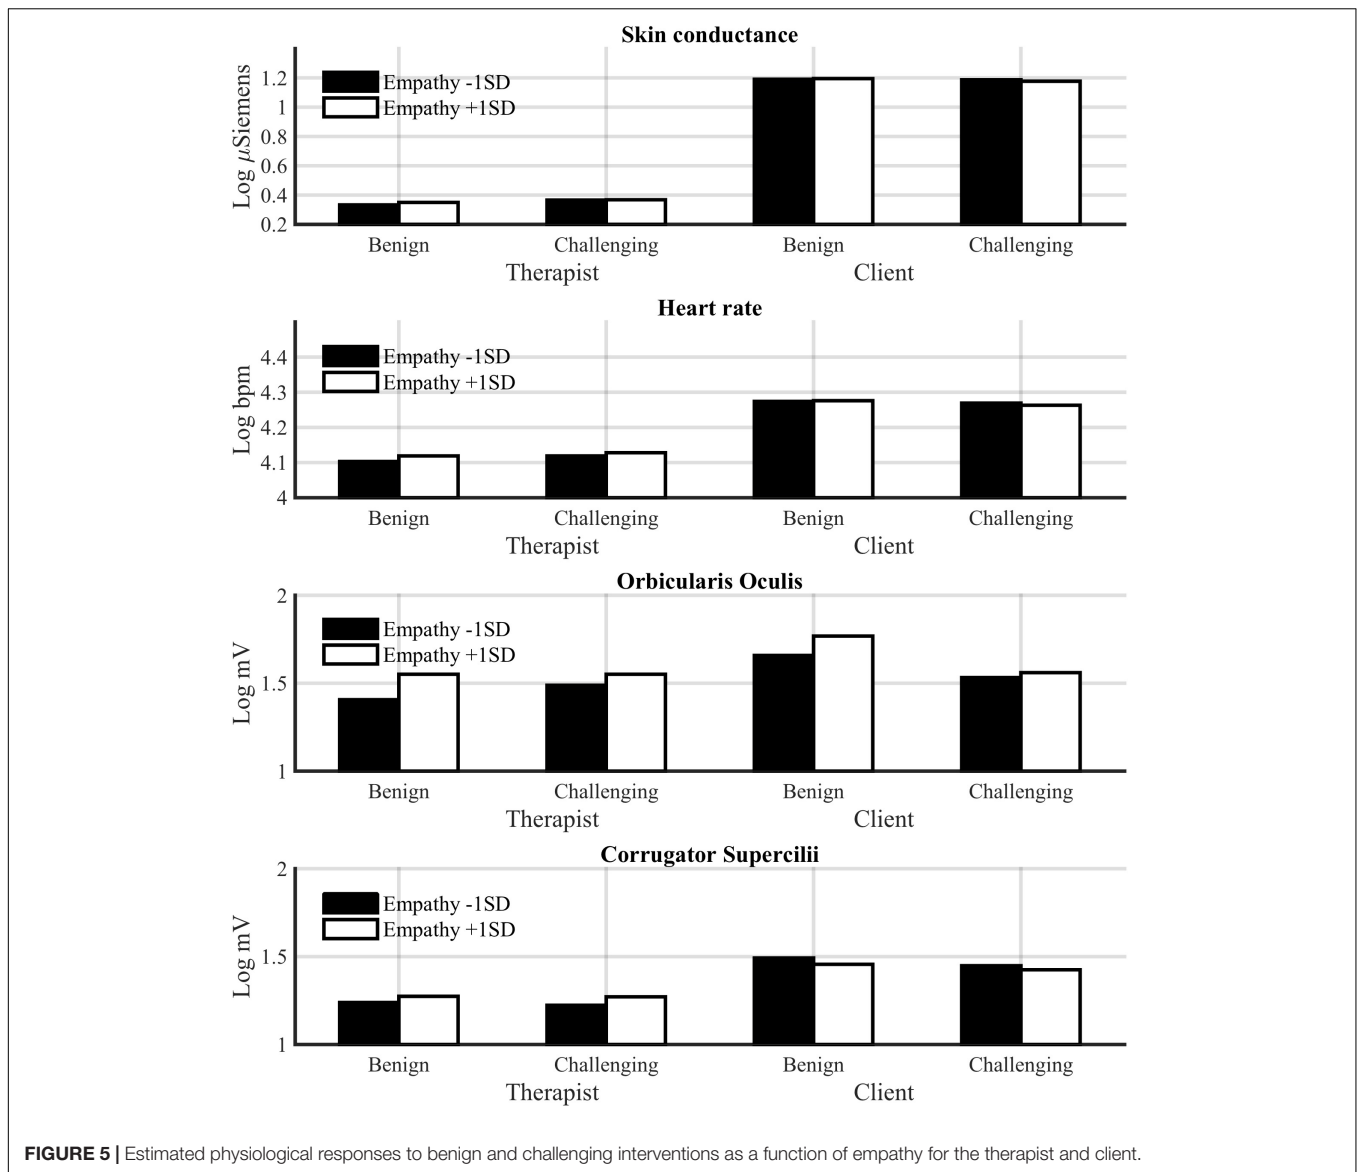 Skin conductance
Log μSiemens
1.2
1
0.8
0.6
0.4
0.2
Empathy -1SD
Empathy +1SD
Benign Challenging Benign Challenging
Therapist Client
Heart rate
Log bpm
4.4
4.3
4.2
4.1
4
Empathy -1SD
Empathy +1SD
Benign Challenging Benign Challenging
Therapist Client
Orbicularis Oculis
Log mV
2
1.5
1
Empathy -1SD
Empathy +1SD
Benign Challenging Benign Challenging
Therapist Client
Corrugator Supercilii
Log mV
2
1.5
1
Empathy -1SD
Empathy +1SD
Benign Challenging Benign Challenging
Therapist Client
FIGURE 5 | Estimated physiological responses to benign and challenging interventions as a function of empathy for the therapist and client.